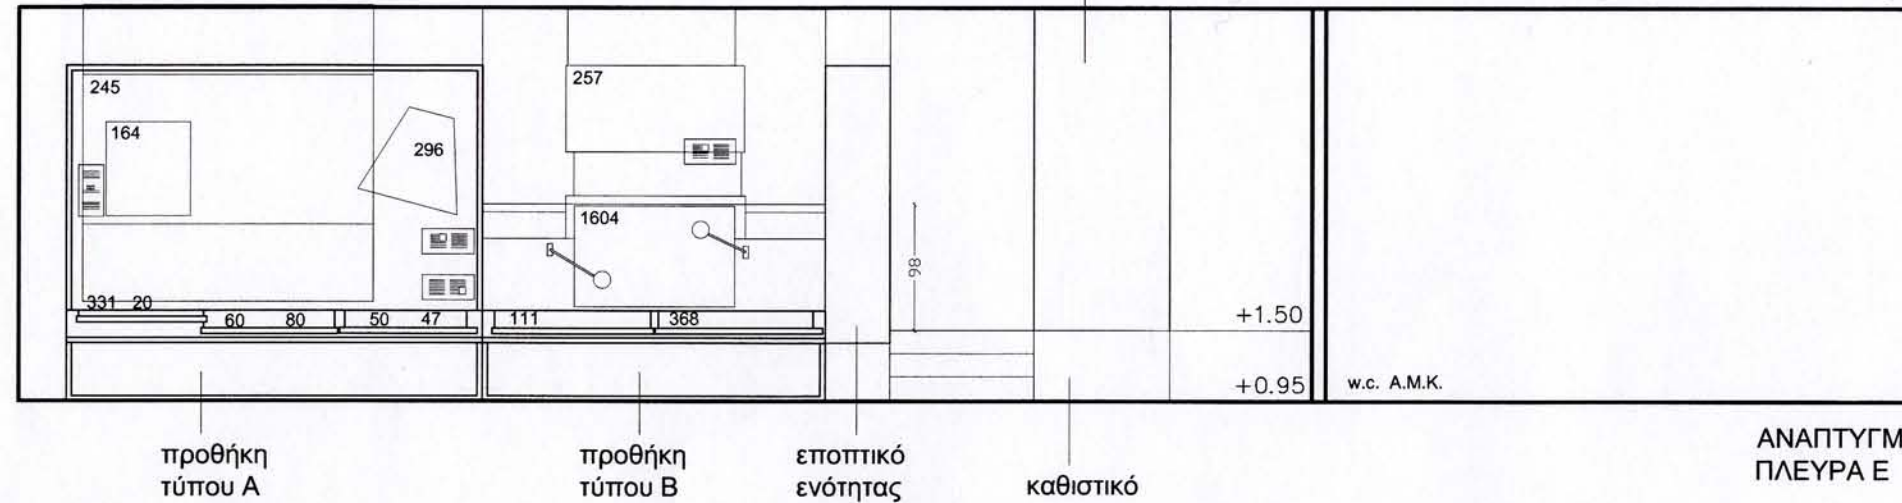 245
257
164
296
1604
98
331 20
60 80 50 47
111 368
+1.50
+0.95
w.c. A.M.K.
ΑΝΑΠΤΥΓΜ
ΠΛΕΥΡΑ Ε
προθήκη
τύπου Α
προθήκη
τύπου Β
εποπτικό
ενότητας
καθιστικό